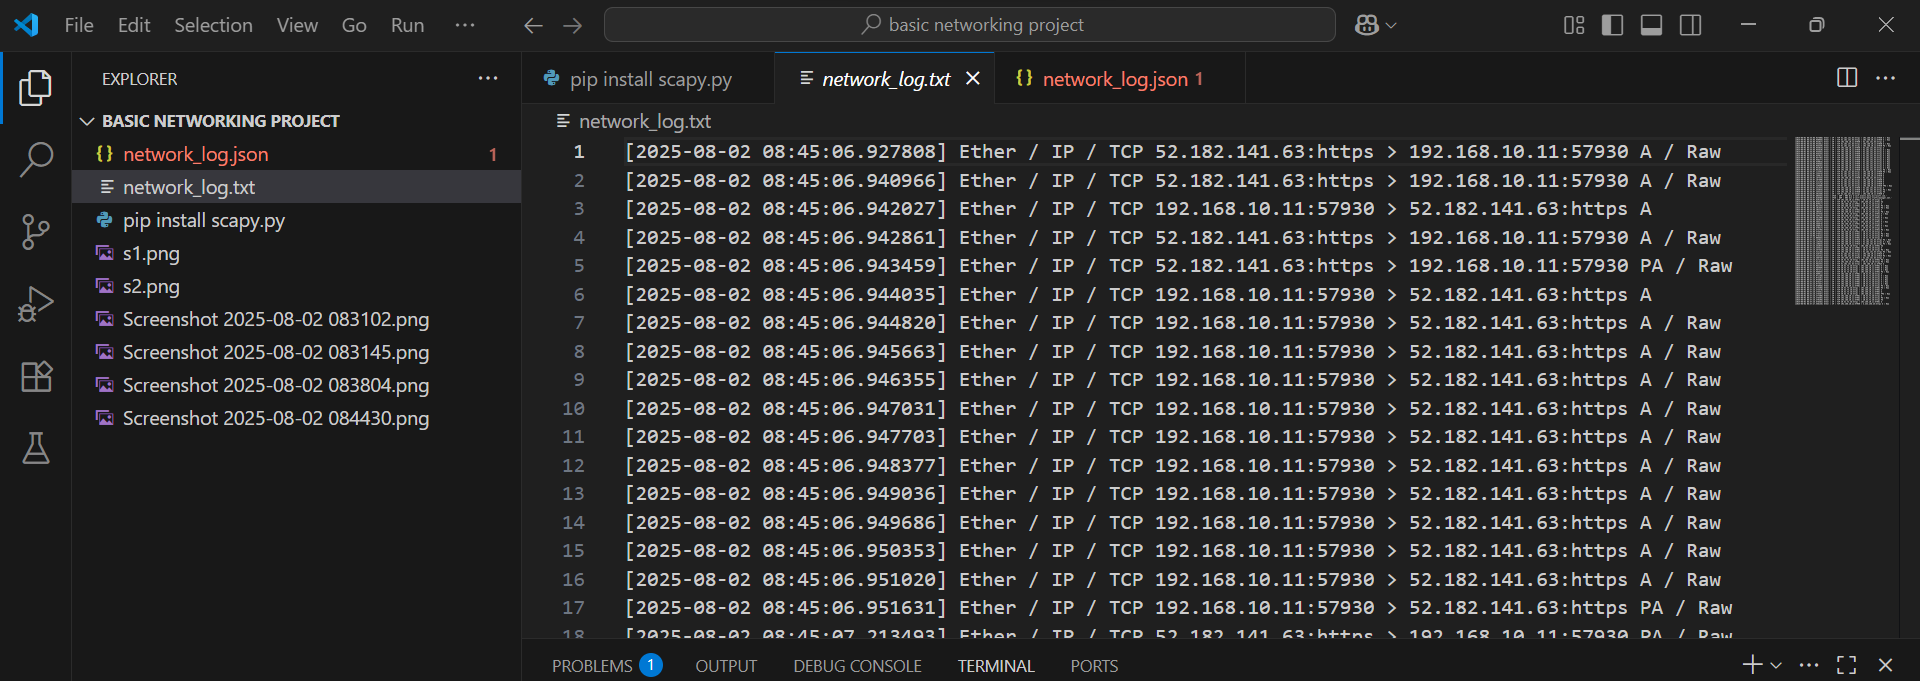 File Edit Selection View Go Run ···
basic networking project
EXPLORER ···
BASIC NETWORKING PROJECT
{} network_log.json 1
network_log.txt
pip install scapy.py
s1.png
s2.png
Screenshot 2025-08-02 083102.png
Screenshot 2025-08-02 083145.png
Screenshot 2025-08-02 083804.png
Screenshot 2025-08-02 084430.png
pip install scapy.py network_log.txt {} network_log.json 1
network_log.txt
1 [2025-08-02 08:45:06.927808] Ether / IP / TCP 52.182.141.63:https > 192.168.10.11:57930 A / Raw
2 [2025-08-02 08:45:06.940966] Ether / IP / TCP 52.182.141.63:https > 192.168.10.11:57930 A / Raw
3 [2025-08-02 08:45:06.942027] Ether / IP / TCP 192.168.10.11:57930 > 52.182.141.63:https A
4 [2025-08-02 08:45:06.942861] Ether / IP / TCP 52.182.141.63:https > 192.168.10.11:57930 A / Raw
5 [2025-08-02 08:45:06.943459] Ether / IP / TCP 52.182.141.63:https > 192.168.10.11:57930 PA / Raw
6 [2025-08-02 08:45:06.944035] Ether / IP / TCP 192.168.10.11:57930 > 52.182.141.63:https A
7 [2025-08-02 08:45:06.944820] Ether / IP / TCP 192.168.10.11:57930 > 52.182.141.63:https A / Raw
8 [2025-08-02 08:45:06.945663] Ether / IP / TCP 192.168.10.11:57930 > 52.182.141.63:https A / Raw
9 [2025-08-02 08:45:06.946355] Ether / IP / TCP 192.168.10.11:57930 > 52.182.141.63:https A / Raw
10 [2025-08-02 08:45:06.947031] Ether / IP / TCP 192.168.10.11:57930 > 52.182.141.63:https A / Raw
11 [2025-08-02 08:45:06.947703] Ether / IP / TCP 192.168.10.11:57930 > 52.182.141.63:https A / Raw
12 [2025-08-02 08:45:06.948377] Ether / IP / TCP 192.168.10.11:57930 > 52.182.141.63:https A / Raw
13 [2025-08-02 08:45:06.949036] Ether / IP / TCP 192.168.10.11:57930 > 52.182.141.63:https A / Raw
14 [2025-08-02 08:45:06.949686] Ether / IP / TCP 192.168.10.11:57930 > 52.182.141.63:https A / Raw
15 [2025-08-02 08:45:06.950353] Ether / IP / TCP 192.168.10.11:57930 > 52.182.141.63:https A / Raw
16 [2025-08-02 08:45:06.951020] Ether / IP / TCP 192.168.10.11:57930 > 52.182.141.63:https A / Raw
17 [2025-08-02 08:45:06.951631] Ether / IP / TCP 192.168.10.11:57930 > 52.182.141.63:https PA / Raw
18 [2025-08-02 08:45:07.213493] Ether / IP / TCP 52.182.141.63:https > 192.168.10.11:57930 PA / Raw
PROBLEMS 1 OUTPUT DEBUG CONSOLE TERMINAL PORTS